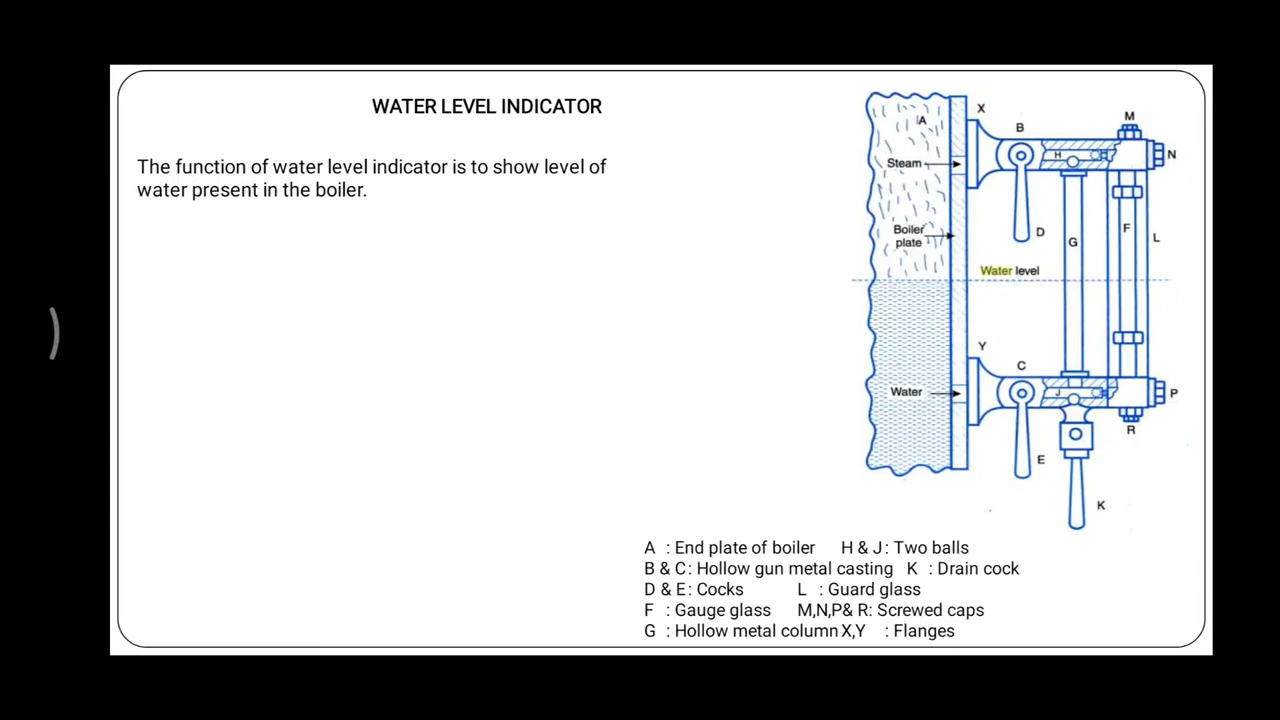 WATER LEVEL INDICATOR
The function of water level indicator is to show level of
water present in the boiler.
X
A
B
M
H
N
Steam
D
F
Boiler
plate
G
L
Water level
Y
C
Water
J
P
R
E
K
A : End plate of boiler H & J: Two balls
B & C: Hollow gun metal casting K : Drain cock
D & E: Cocks L : Guard glass
F : Gauge glass M,N,P& R: Screwed caps
G : Hollow metal column X,Y : Flanges